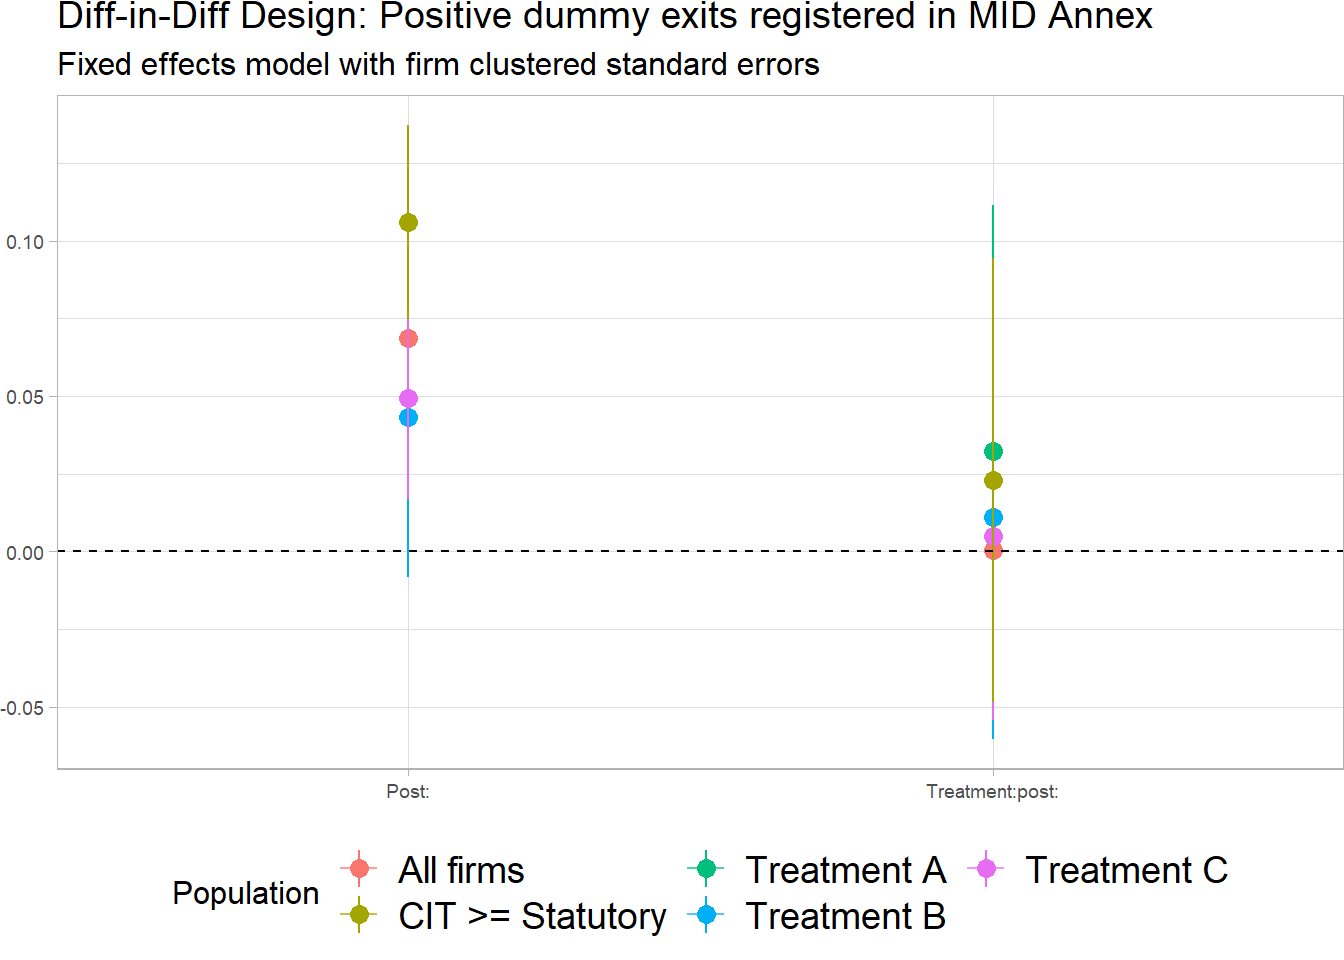 Diff-in-Diff Design: Positive dummy exits registered in MID Annex
Fixed effects model with firm clustered standard errors
0.10
0.05
0.00
-0.05
Post:
Treatment:post:
Population
All firms
CIT >= Statutory
Treatment A
Treatment B
Treatment C